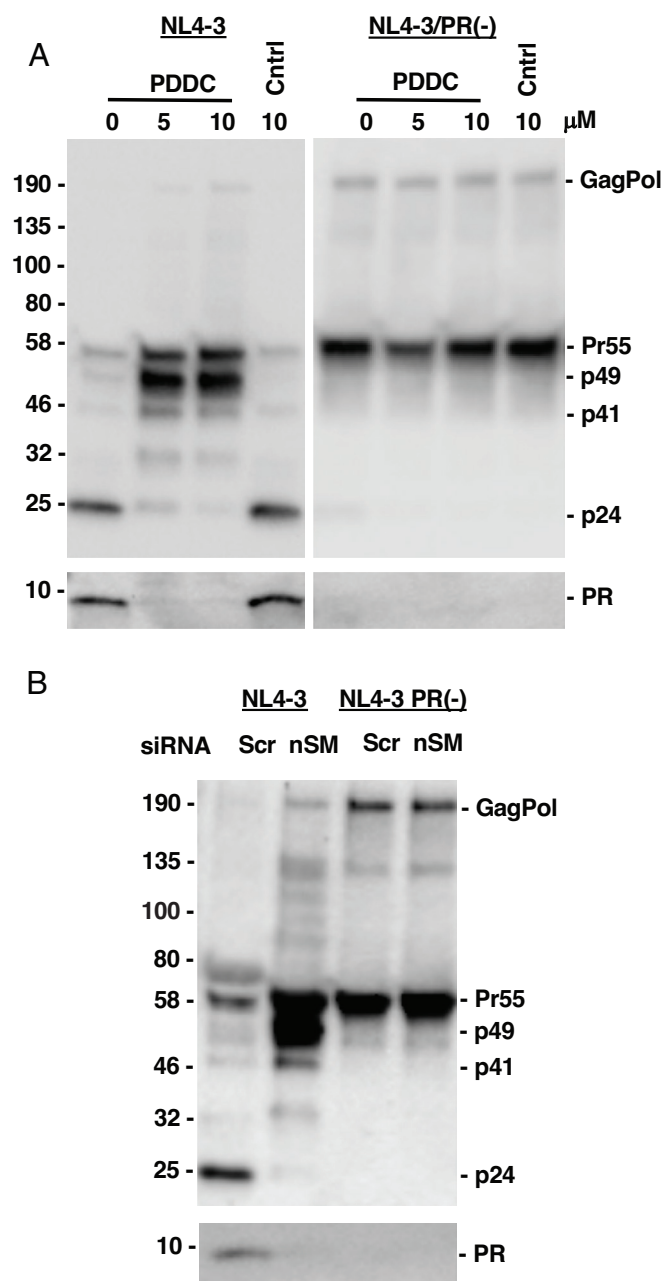 A
NL4-3 NL4-3/PR(-)
PDDC Cntrl PDDC Cntrl
0 5 10 10 0 5 10 10 μM
190 - - GagPol
135 -
100 -
80 -
58 - - Pr55
- p49
46 - - p41
32 -
25 - - p24
10 - - PR
B
NL4-3 NL4-3 PR(-)
siRNA Scr nSM Scr nSM
190 - - GagPol
135 -
100 -
80 -
58 - - Pr55
- p49
46 - - p41
32 -
25 - - p24
10 - - PR